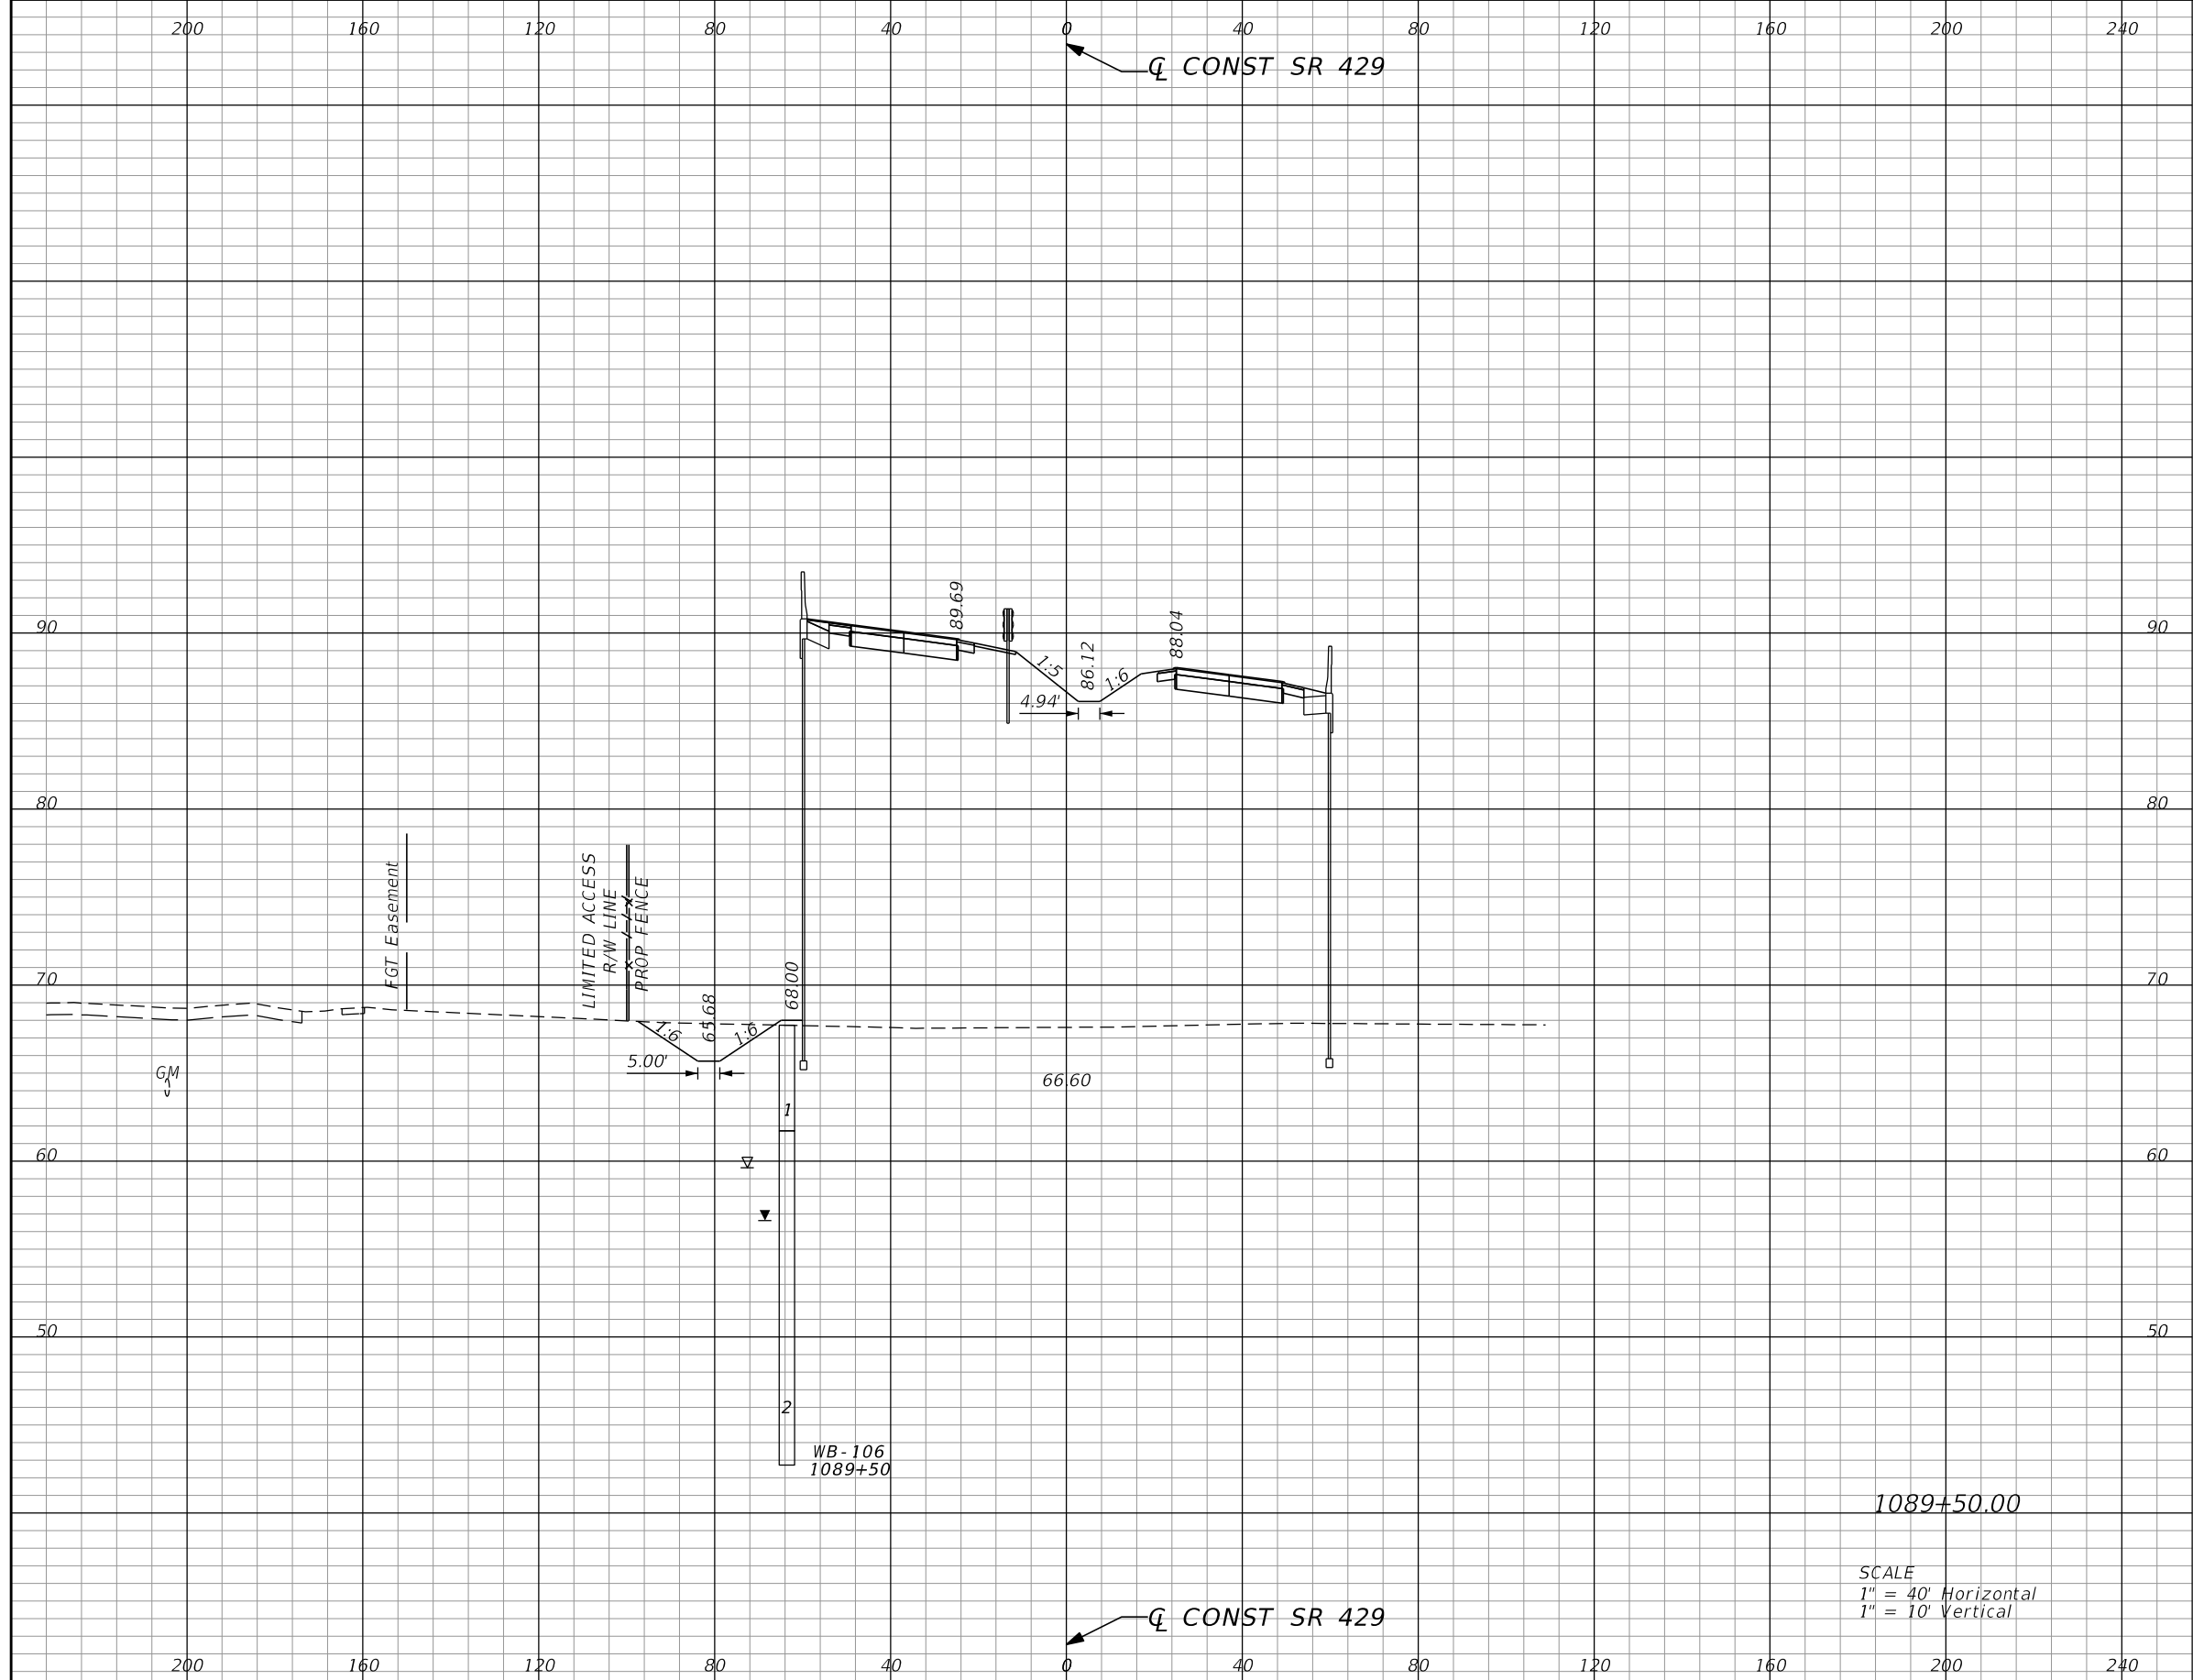 200 160 120 80 40 0 40 80 120 160 200 240
℄ CONST SR 429
89.69
88.04
90 90
86.12
1:5
1:6
4.94'
80 80
FGT Easement
LIMITED ACCESS
R/W LINE
PROP FENCE
70 70
68.00
65.68
1:6
1:6
5.00'
GM
66.60
1
60 60
50 50
2
WB-106
1089+50
1089+50.00
SCALE
1" = 40' Horizontal
1" = 10' Vertical
℄ CONST SR 429
200 160 120 80 40 0 40 80 120 160 200 240